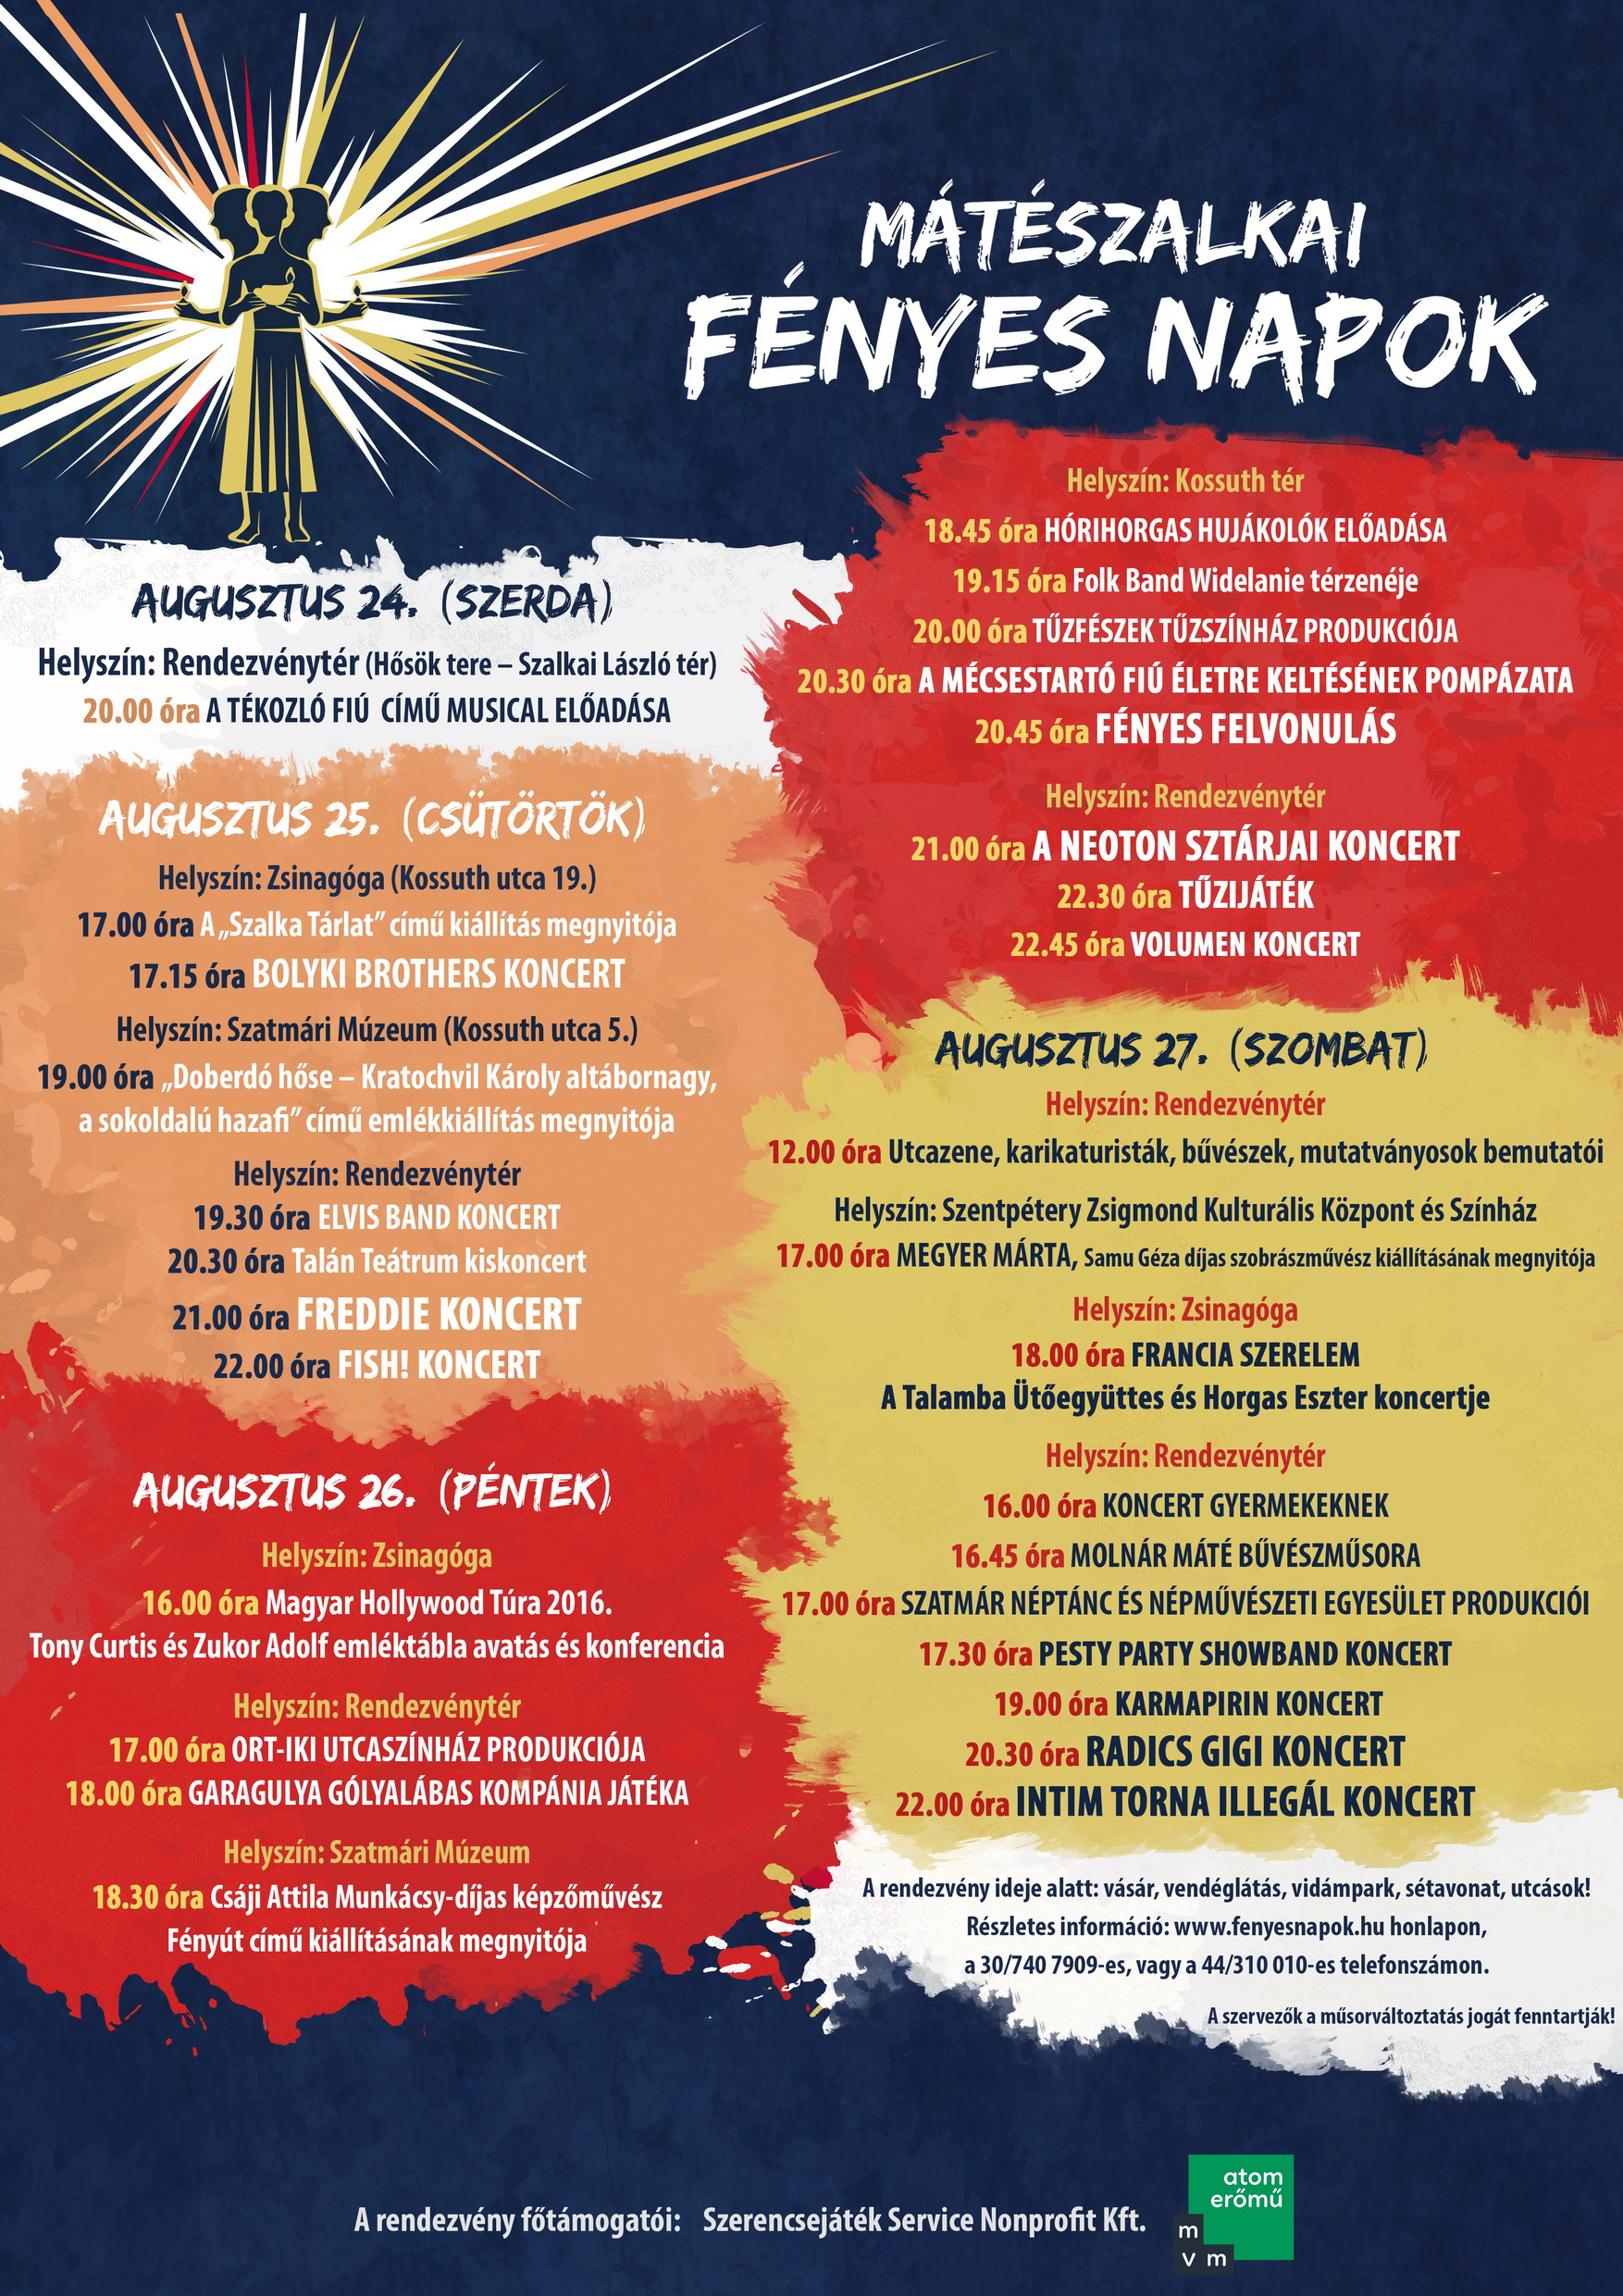 MÁTÉSZALKAI
FÉNYES NAPOK
AUGUSZTUS 24. (SZERDA)
Helyszín: Rendezvénytér (Hősök tere – Szalkai László tér)
20.00 óra A TÉKOZLÓ FIÚ CÍMŰ MUSICAL ELŐADÁSA
AUGUSZTUS 25. (CSÜTÖRTÖK)
Helyszín: Zsinagóga (Kossuth utca 19.)
17.00 óra A „Szalka Tárlat” című kiállítás megnyitója
17.15 óra BOLYKI BROTHERS KONCERT
Helyszín: Szatmári Múzeum (Kossuth utca 5.)
19.00 óra „Doberdó hőse – Kratochvil Károly altábornagy,
a sokoldalú hazafi” című emlékkiállítás megnyitója
Helyszín: Rendezvénytér
19.30 óra ELVIS BAND KONCERT
20.30 óra Talán Teátrum kiskoncert
21.00 óra FREDDIE KONCERT
22.00 óra FISH! KONCERT
AUGUSZTUS 26. (PÉNTEK)
Helyszín: Zsinagóga
16.00 óra Magyar Hollywood Túra 2016.
Tony Curtis és Zukor Adolf emléktábla avatás és konferencia
Helyszín: Rendezvénytér
17.00 óra ORT-IKI UTCASZÍNHÁZ PRODUKCIÓJA
18.00 óra GARAGULYA GÓLYALÁBAS KOMPÁNIA JÁTÉKA
Helyszín: Szatmári Múzeum
18.30 óra Csáji Attila Munkácsy-díjas képzőművész
Fényút című kiállításának megnyitója
Helyszín: Kossuth tér
18.45 óra HÓRIHORGAS HUJÁKOLÓK ELŐADÁSA
19.15 óra Folk Band Widelanie térzenéje
20.00 óra TŰZFÉSZEK TŰZSZÍNHÁZ PRODUKCIÓJA
20.30 óra A MÉCSESTARTÓ FIÚ ÉLETRE KELTÉSÉNEK POMPÁZATA
20.45 óra FÉNYES FELVONULÁS
Helyszín: Rendezvénytér
21.00 óra A NEOTON SZTÁRJAI KONCERT
22.30 óra TŰZIJÁTÉK
22.45 óra VOLUMEN KONCERT
AUGUSZTUS 27. (SZOMBAT)
Helyszín: Rendezvénytér
12.00 óra Utcazene, karikaturisták, bűvészek, mutatványosok bemutatói
Helyszín: Szentpétery Zsigmond Kulturális Központ és Színház
17.00 óra MEGYER MÁRTA, Samu Géza díjas szobrászművész kiállításának megnyitója
Helyszín: Zsinagóga
18.00 óra FRANCIA SZERELEM
A Talamba Ütőegyüttes és Horgas Eszter koncertje
Helyszín: Rendezvénytér
16.00 óra KONCERT GYERMEKEKNEK
16.45 óra MOLNÁR MÁTÉ BŰVÉSZMŰSORA
17.00 óra SZATMÁR NÉPTÁNC ÉS NÉPMŰVÉSZETI EGYESÜLET PRODUKCIÓI
17.30 óra PESTY PARTY SHOWBAND KONCERT
19.00 óra KARMAPIRIN KONCERT
20.30 óra RADICS GIGI KONCERT
22.00 óra INTIM TORNA ILLEGÁL KONCERT
A rendezvény ideje alatt: vásár, vendéglátás, vidámpark, sétavonat, utcások!
Részletes információ: www.fenyesnapok.hu honlapon,
a 30/740 7909-es, vagy a 44/310 010-es telefonszámon.
A szervezők a műsorváltoztatás jogát fenntartják!
A rendezvény főtámogatói: Szerencsejáték Service Nonprofit Kft.
atom
erőmű
m
v m